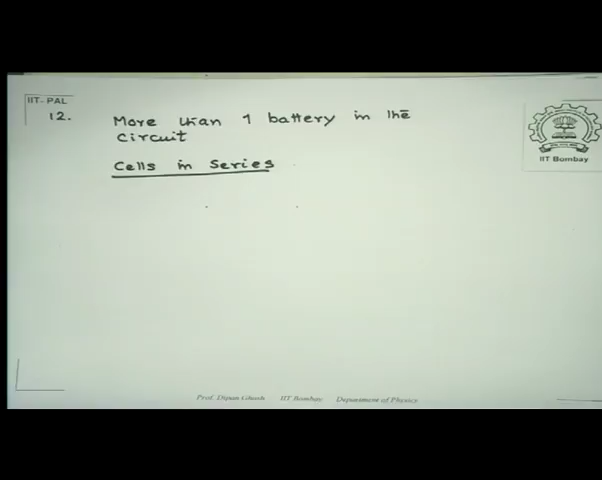 IIT-PAL
12.
More than 1 battery in the
circuit
Cells in Series
IIT Bombay
Prof. Dipan Ghosh IIT Bombay Department of Physics